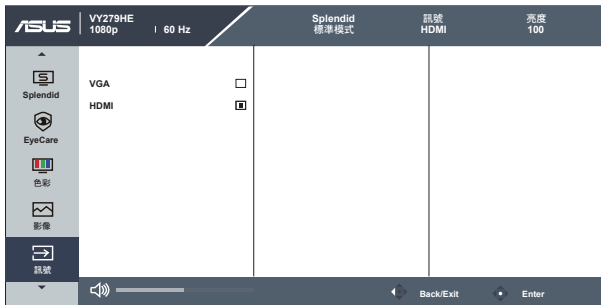 ASUS
VY279HE
1080p | 60 Hz
Splendid
標準模式
訊號
HDMI
亮度
100
Splendid
EyeCare
色彩
影像
訊號
VGA
HDMI
Back/Exit
Enter